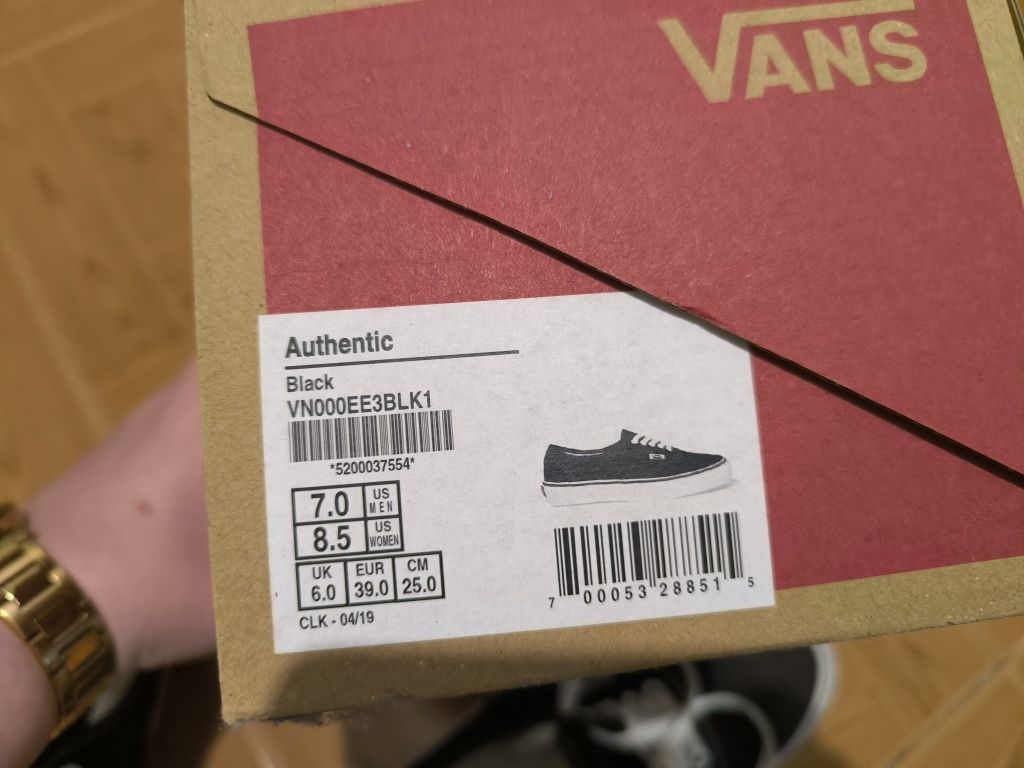 VANS
Authentic
Black
VN000EE3BLK1
*5200037554*
7.0 US MEN
8.5 US WOMEN
UK EUR CM
6.0 39.0 25.0
CLK - 04/19
7 00053 28851 5